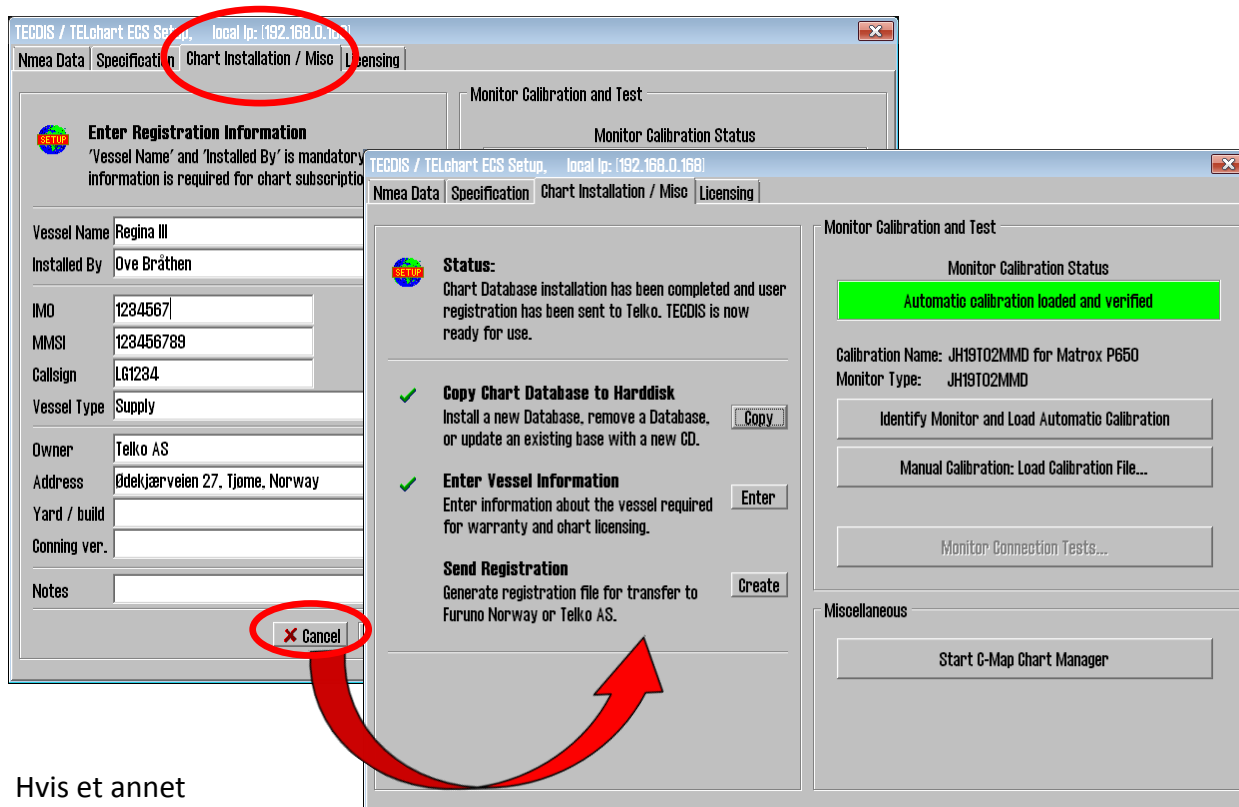 TECDIS / TELchart ECS Setup, local Ip: [192.168.0.168]
Nmea Data Specification Chart Installation / Misc Licensing
Enter Registration Information
'Vessel Name' and 'Installed By' is mandatory
information is required for chart subscriptio
Vessel Name Regina III
Installed By Ove Bråthen
IMO 1234567
MMSI 123456789
Callsign LG1234
Vessel Type Supply
Owner Telko AS
Address Ødekjærveien 27, Tjøme, Norway
Yard / build
Conning ver.
Notes
Cancel
Monitor Calibration and Test
Monitor Calibration Status
TECDIS / TELchart ECS Setup, local Ip: [192.168.0.168]
Nmea Data Specification Chart Installation / Misc Licensing
SETUP
Status:
Chart Database installation has been completed and user
registration has been sent to Telko. TECDIS is now
ready for use.
Copy Chart Database to Harddisk
Install a new Database, remove a Database,
or update an existing base with a new CD.
Copy
Enter Vessel Information
Enter information about the vessel required
for warranty and chart licensing.
Enter
Send Registration
Generate registration file for transfer to
Furuno Norway or Telko AS.
Create
Monitor Calibration and Test
Monitor Calibration Status
Automatic calibration loaded and verified
Calibration Name: JH19T02MMD for Matrox P650
Monitor Type: JH19T02MMD
Identify Monitor and Load Automatic Calibration
Manual Calibration: Load Calibration File...
Monitor Connection Tests...
Miscellaneous
Start C-Map Chart Manager
SETUP
Hvis et annet